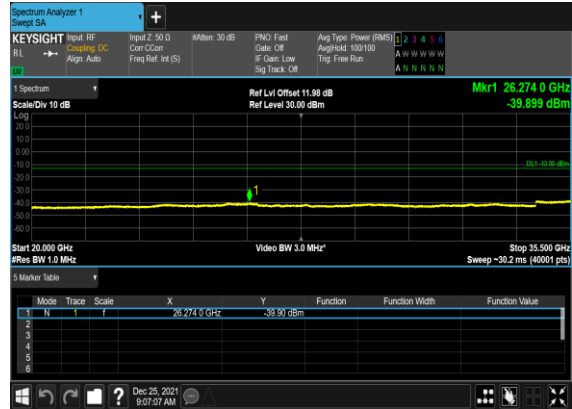 Spectrum Analyzer 1
Swept SA
+
KEYSIGHT Input: RF Input Z: 50 Ω #Atten: 30 dB PNO: Fast Avg Type: Power (RMS) 1 2 3 4 5 6
RL Coupling: DC Corr CCorr Gate: Off Avg|Hold: 100/100 A W W W W W
Align: Auto Freq Ref: Int (S) IF Gain: Low Trig: Free Run
Sig Track: Off A N N N N N
1 Spectrum Ref Lvl Offset 11.98 dB Mkr1 26.274 0 GHz
Scale/Div 10 dB Ref Level 30.00 dBm -39.899 dBm
Log
20.0
10.0
0.00
-10.0 DL1 -13.00 dBm
-20.0
-30.0 1
-40.0
-50.0
-60.0
Start 20.000 GHz Video BW 3.0 MHz* Stop 35.500 GHz
#Res BW 1.0 MHz Sweep ~30.2 ms (40001 pts)
5 Marker Table
Mode Trace Scale X Y Function Function Width Function Value
1 N 1 f 26.274 0 GHz -39.90 dBm
2
3
4
5
6
? Dec 25, 2021
9:07:07 AM